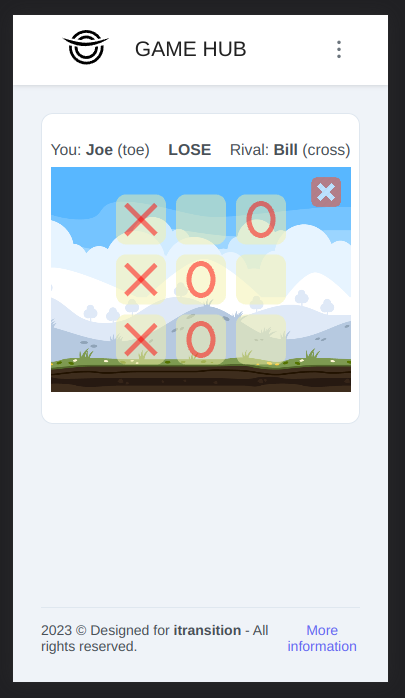 GAME HUB
You: Joe (toe) LOSE Rival: Bill (cross)
2023 © Designed for itransition - All
rights reserved.
More
information